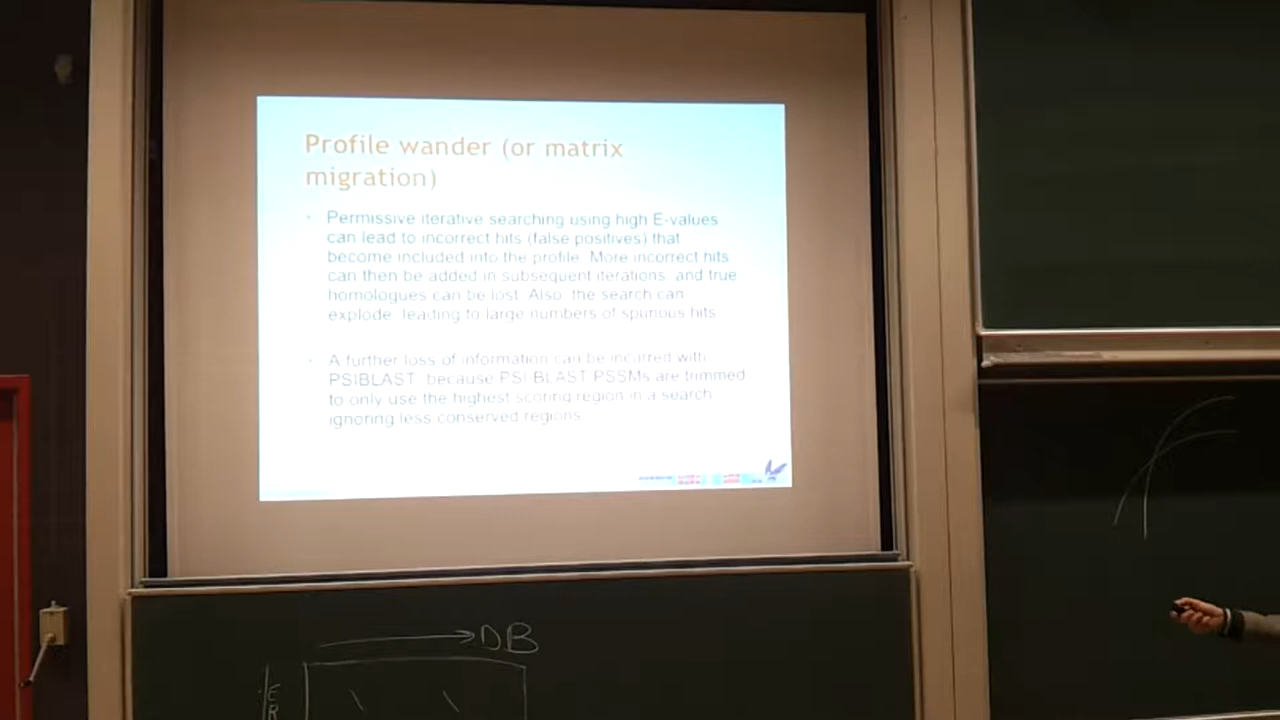 Profile wander (or matrix
migration)
Permissive iterative searching using high E-values
can lead to incorrect hits (false positives) that
become included into the profile. More incorrect hits
can then be added in subsequent iterations, and true
homologues can be lost. Also, the search can
explode, leading to large numbers of spurious hits.
A further loss of information can be incurred with
PSIBLAST, because PSI-BLAST PSSMs are trimmed
to only use the highest scoring region in a search,
ignoring less conserved regions.
DB